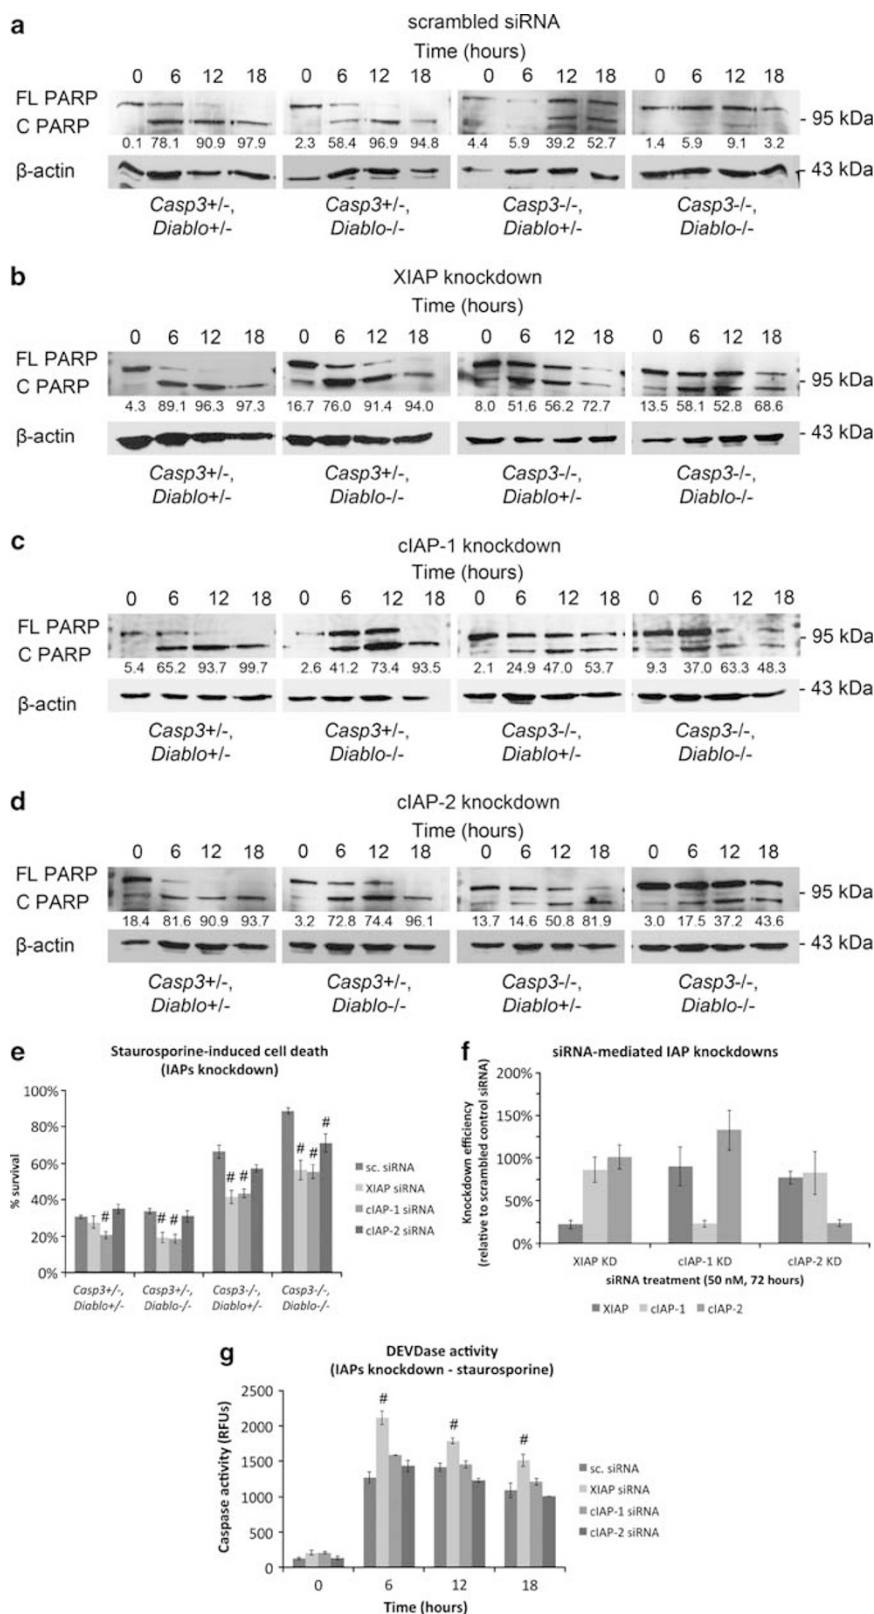 a
scrambled siRNA
Time (hours)
0 6 12 18 0 6 12 18 0 6 12 18 0 6 12 18
FL PARP
C PARP
- 95 kDa
0.1 78.1 90.9 97.9 2.3 58.4 96.9 94.8 4.4 5.9 39.2 52.7 1.4 5.9 9.1 3.2
β-actin
- 43 kDa
Casp3+/-, Casp3+/-, Casp3-/-, Casp3-/-,
Diablo+/- Diablo-/- Diablo+/- Diablo-/-
b
XIAP knockdown
Time (hours)
0 6 12 18 0 6 12 18 0 6 12 18 0 6 12 18
FL PARP
C PARP
- 95 kDa
4.3 89.1 96.3 97.3 16.7 76.0 91.4 94.0 8.0 51.6 56.2 72.7 13.5 58.1 52.8 68.6
β-actin
- 43 kDa
Casp3+/-, Casp3+/-, Casp3-/-, Casp3-/-,
Diablo+/- Diablo-/- Diablo+/- Diablo-/-
c
cIAP-1 knockdown
Time (hours)
0 6 12 18 0 6 12 18 0 6 12 18 0 6 12 18
FL PARP
C PARP
- 95 kDa
5.4 65.2 93.7 99.7 2.6 41.2 73.4 93.5 2.1 24.9 47.0 53.7 9.3 37.0 63.3 48.3
β-actin
- 43 kDa
Casp3+/-, Casp3+/-, Casp3-/-, Casp3-/-,
Diablo+/- Diablo-/- Diablo+/- Diablo-/-
d
cIAP-2 knockdown
Time (hours)
0 6 12 18 0 6 12 18 0 6 12 18 0 6 12 18
FL PARP
C PARP
- 95 kDa
18.4 81.6 90.9 93.7 3.2 72.8 74.4 96.1 13.7 14.6 50.8 81.9 3.0 17.5 37.2 43.6
β-actin
- 43 kDa
Casp3+/-, Casp3+/-, Casp3-/-, Casp3-/-,
Diablo+/- Diablo-/- Diablo+/- Diablo-/-
e
Staurosporine-induced cell death
(IAPs knockdown)
% survival
100%
80%
60%
40%
20%
0%
# # # # # # # #
Casp3+/-, Casp3+/-, Casp3-/-, Casp3-/-,
Diablo+/- Diablo-/- Diablo+/- Diablo-/-
sc. siRNA
XIAP siRNA
cIAP-1 siRNA
cIAP-2 siRNA
f
siRNA-mediated IAP knockdowns
Knockdown efficiency
(relative to scrambled control siRNA)
200%
150%
100%
50%
0%
XIAP KD cIAP-1 KD cIAP-2 KD
siRNA treatment (50 nM, 72 hours)
XIAP cIAP-1 cIAP-2
g
DEVDase activity
(IAPs knockdown - staurosporine)
Caspase activity (RFUs)
2500
2000
1500
1000
500
0
# # #
0 6 12 18
Time (hours)
sc. siRNA
XIAP siRNA
cIAP-1 siRNA
cIAP-2 siRNA